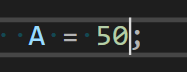 A = 50;